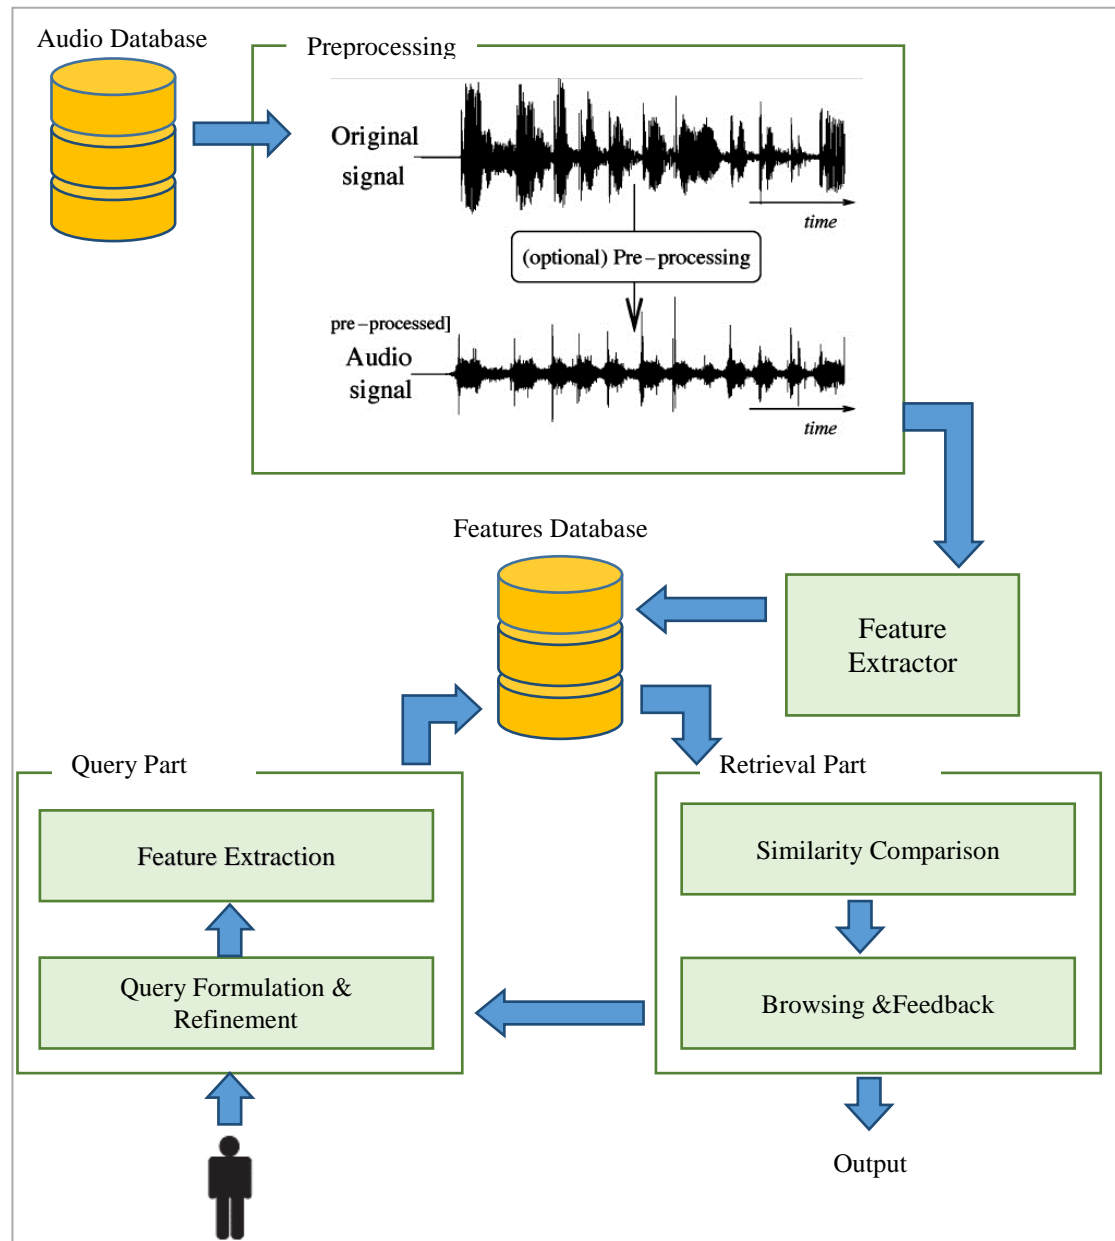 Audio Database
Preprocessing
Original
signal
time
(optional) Pre-processing
pre-processed]
Audio
signal
time
Features Database
Feature
Extractor
Query Part
Retrieval Part
Feature Extraction
Similarity Comparison
Query Formulation &
Refinement
Browsing &Feedback
Output